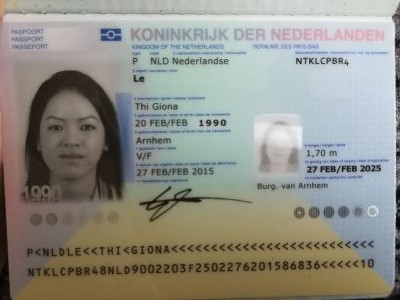 PASPOORT
PASSPORT
PASSEPORT
KONINKRIJK DER NEDERLANDEN
KINGDOM OF THE NETHERLANDS ROYAUME DES PAYS-BAS
P NLD Nederlandse NTKLCPBR4
Le
Thi Giona
20 FEB/FEB 1990
Arnhem
V/F 1,70 m
27 FEB/FEB 2015 27 FEB/FEB 2025
Burg. van Arnhem
1990
P<NLDLE<<THI<GIONA<<<<<<<<<<<<<<<<<<<<<<<<<<
NTKLCPBR48NLD9002203F2502276201586836<<<<<10